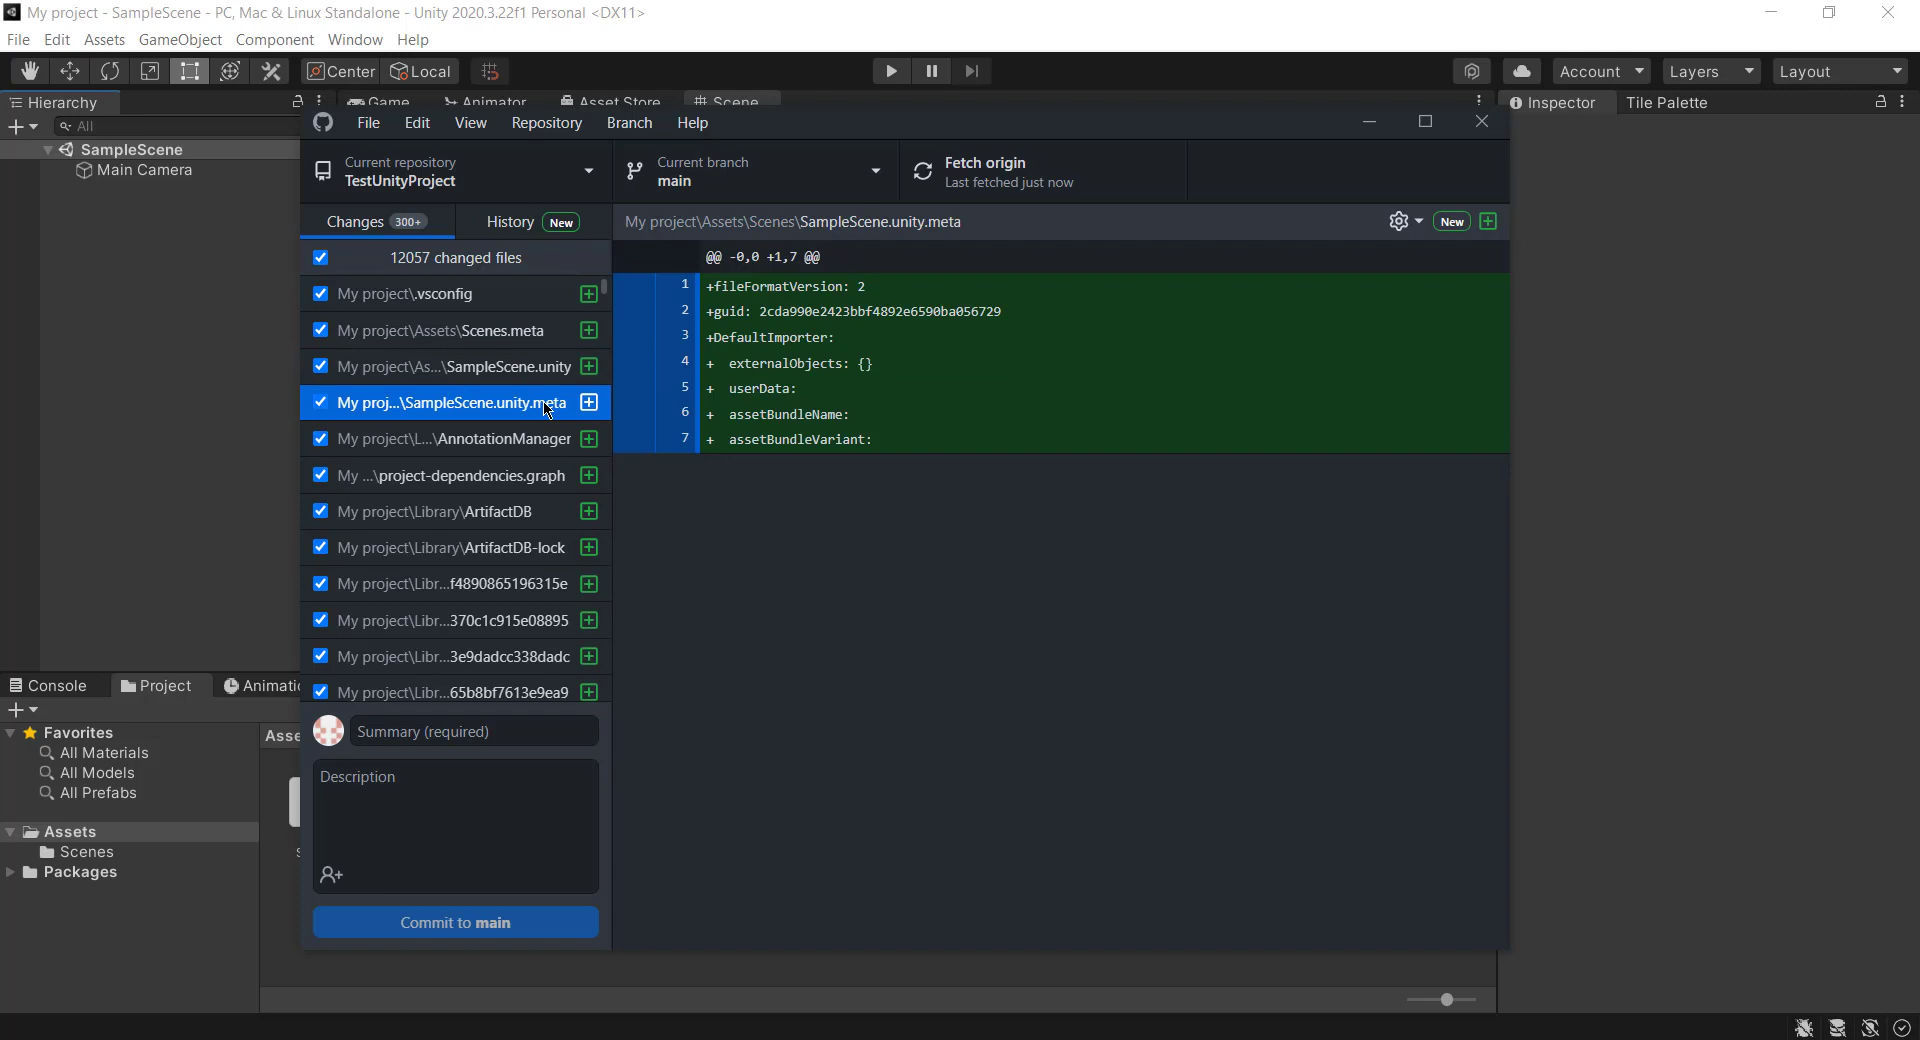 My project - SampleScene - PC, Mac & Linux Standalone - Unity 2020.3.22f1 Personal <DX11>
File Edit Assets GameObject Component Window Help
Center Local Account Layers Layout
Hierarchy Game Animator Asset Store Scene Inspector Tile Palette
All
SampleScene
Main Camera
File Edit View Repository Branch Help
Current repository
TestUnityProject
Current branch
main
Fetch origin
Last fetched just now
Changes 300+ History New
My project\Assets\Scenes\SampleScene.unity.meta New
12057 changed files
My project\.vsconfig
My project\Assets\Scenes.meta
My project\As...\SampleScene.unity
My proj...\SampleScene.unity.meta
My project\L...\AnnotationManager
My ...\project-dependencies.graph
My project\Library\ArtifactDB
My project\Library\ArtifactDB-lock
My project\Libr...f4890865196315e
My project\Libr...370c1c915e08895
My project\Libr...3e9dadcc338dadc
My project\Libr...65b8bf7613e9ea9
@@ -0,0 +1,7 @@
1 +fileFormatVersion: 2
2 +guid: 2cda990e2423bbf4892e6590ba056729
3 +DefaultImporter:
4 + externalObjects: {}
5 + userData:
6 + assetBundleName:
7 + assetBundleVariant:
Summary (required)
Description
Commit to main
Console Project Animatio
Favorites
All Materials
All Models
All Prefabs
Assets
Scenes
Packages
Asse